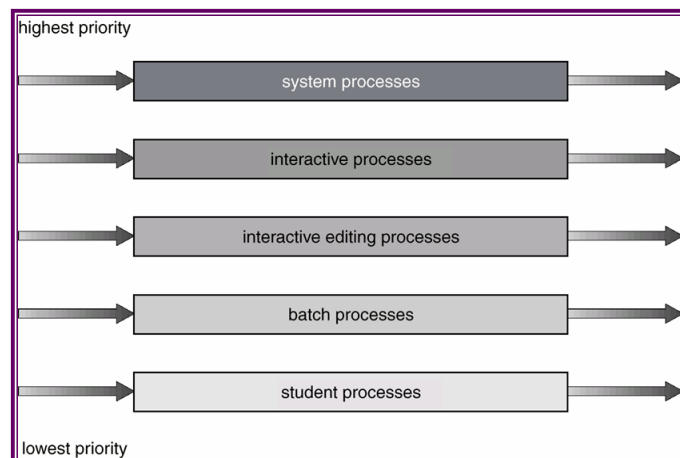 highest priority
system processes
interactive processes
interactive editing processes
batch processes
student processes
lowest priority